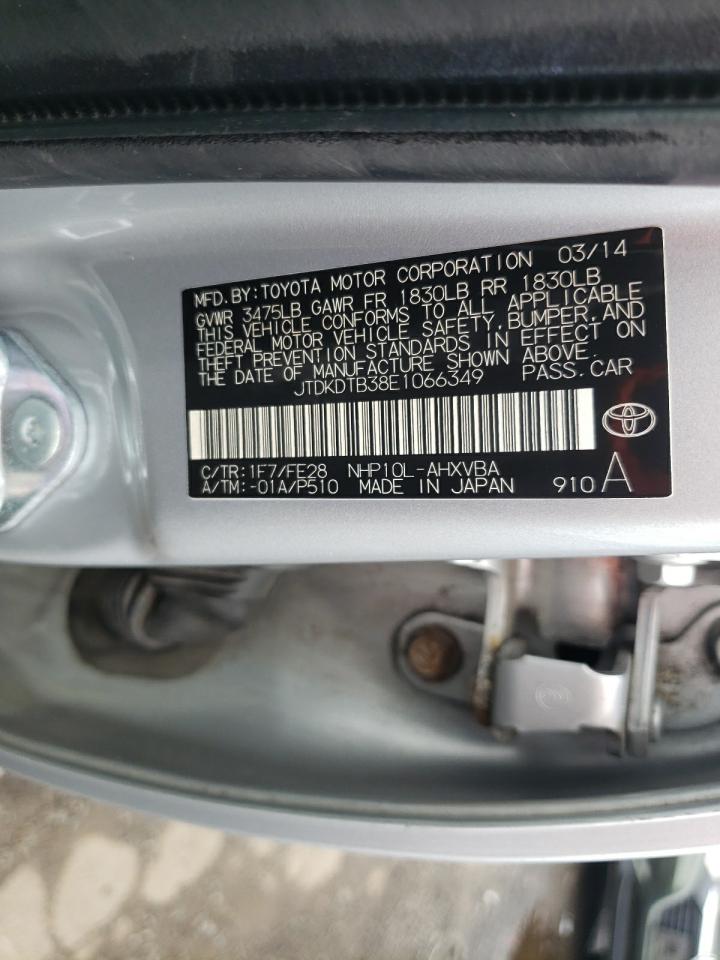 MFD. BY: TOYOTA MOTOR CORPORATION 03/14
GVWR 3475LB GAWR FR 1830LB RR 1830LB
THIS VEHICLE CONFORMS TO ALL APPLICABLE
FEDERAL MOTOR VEHICLE SAFETY, BUMPER, AND
THEFT PREVENTION STANDARDS IN EFFECT ON
THE DATE OF MANUFACTURE SHOWN ABOVE.
JTDKDTB38E1066349 PASS. CAR
C/TR: 1F7/FE28 NHP10L-AHXVBA
A/TM: -01A/P510 MADE IN JAPAN 910 A